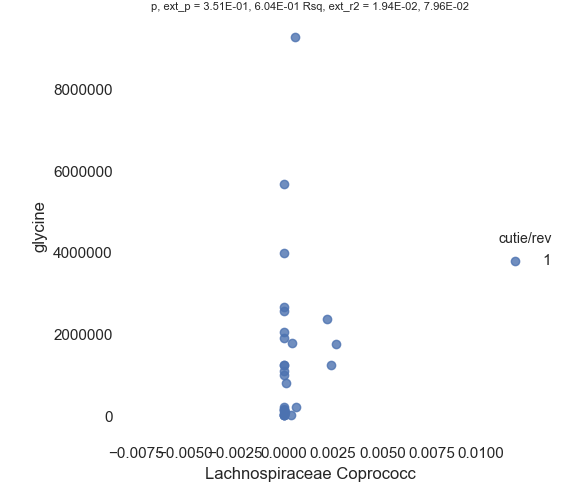 p, ext_p = 3.51E-01, 6.04E-01 Rsq, ext_r2 = 1.94E-02, 7.96E-02
8000000
6000000
4000000
2000000
0
glycine
cutie/rev
1
−0.0075 −0.0050 −0.0025 0.0000 0.0025 0.0050 0.0075 0.0100
Lachnospiraceae Coprococc